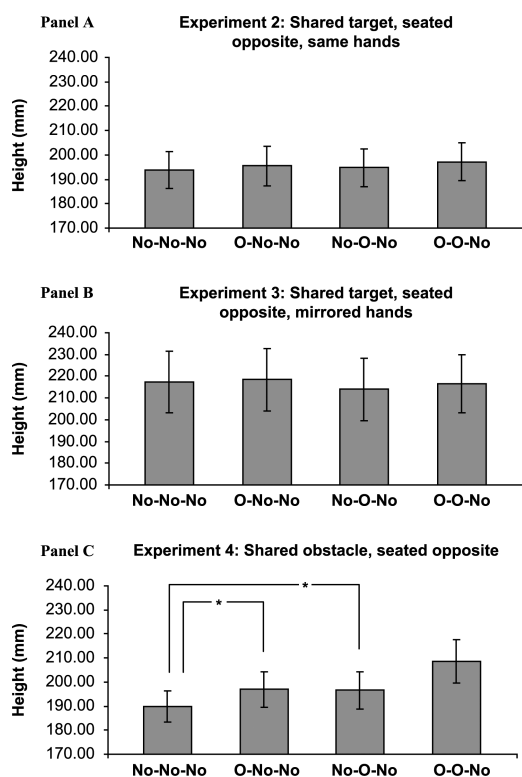 Panel A
Experiment 2: Shared target, seated
opposite, same hands
Height (mm)
240.00
230.00
220.00
210.00
200.00
190.00
180.00
170.00
No-No-No O-No-No No-O-No O-O-No
Panel B
Experiment 3: Shared target, seated
opposite, mirrored hands
Height (mm)
240.00
230.00
220.00
210.00
200.00
190.00
180.00
170.00
No-No-No O-No-No No-O-No O-O-No
Panel C
Experiment 4: Shared obstacle, seated opposite
Height (mm)
240.00
230.00
220.00
210.00
200.00
190.00
180.00
170.00
*
*
No-No-No O-No-No No-O-No O-O-No